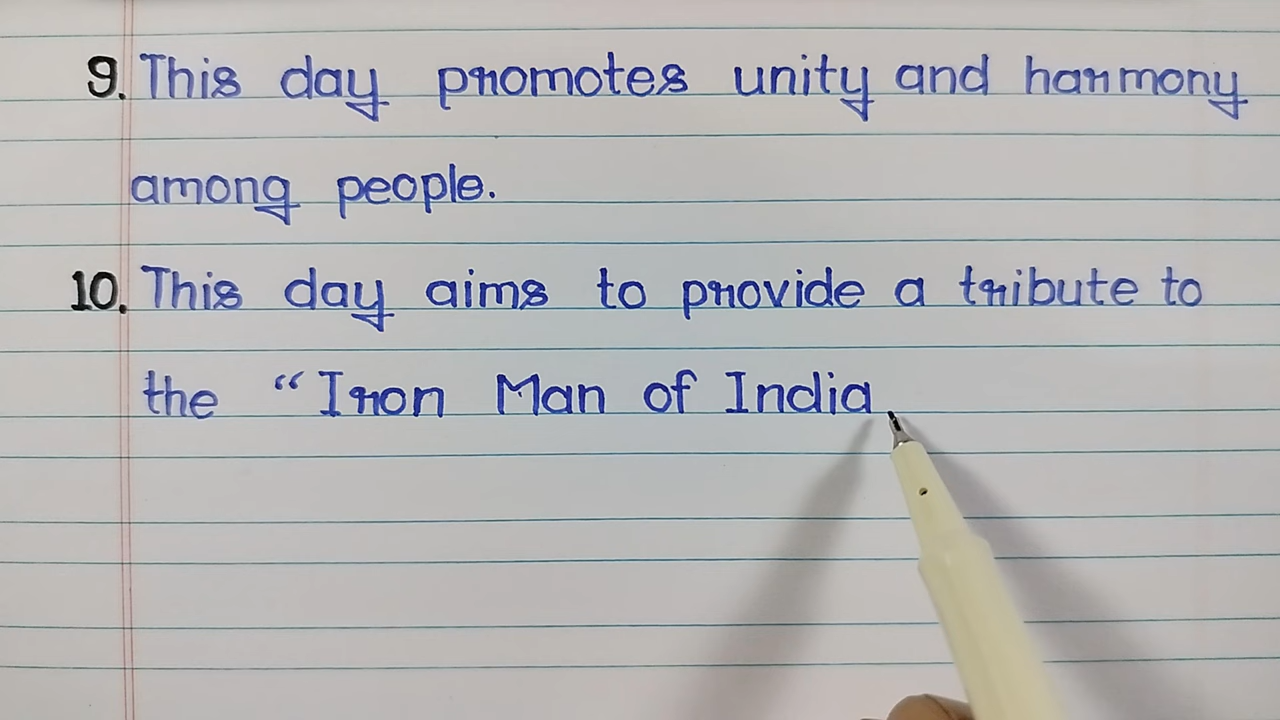 9. This day promotes unity and harmony
among people.
10. This day aims to provide a tribute to
the “Iron Man of India